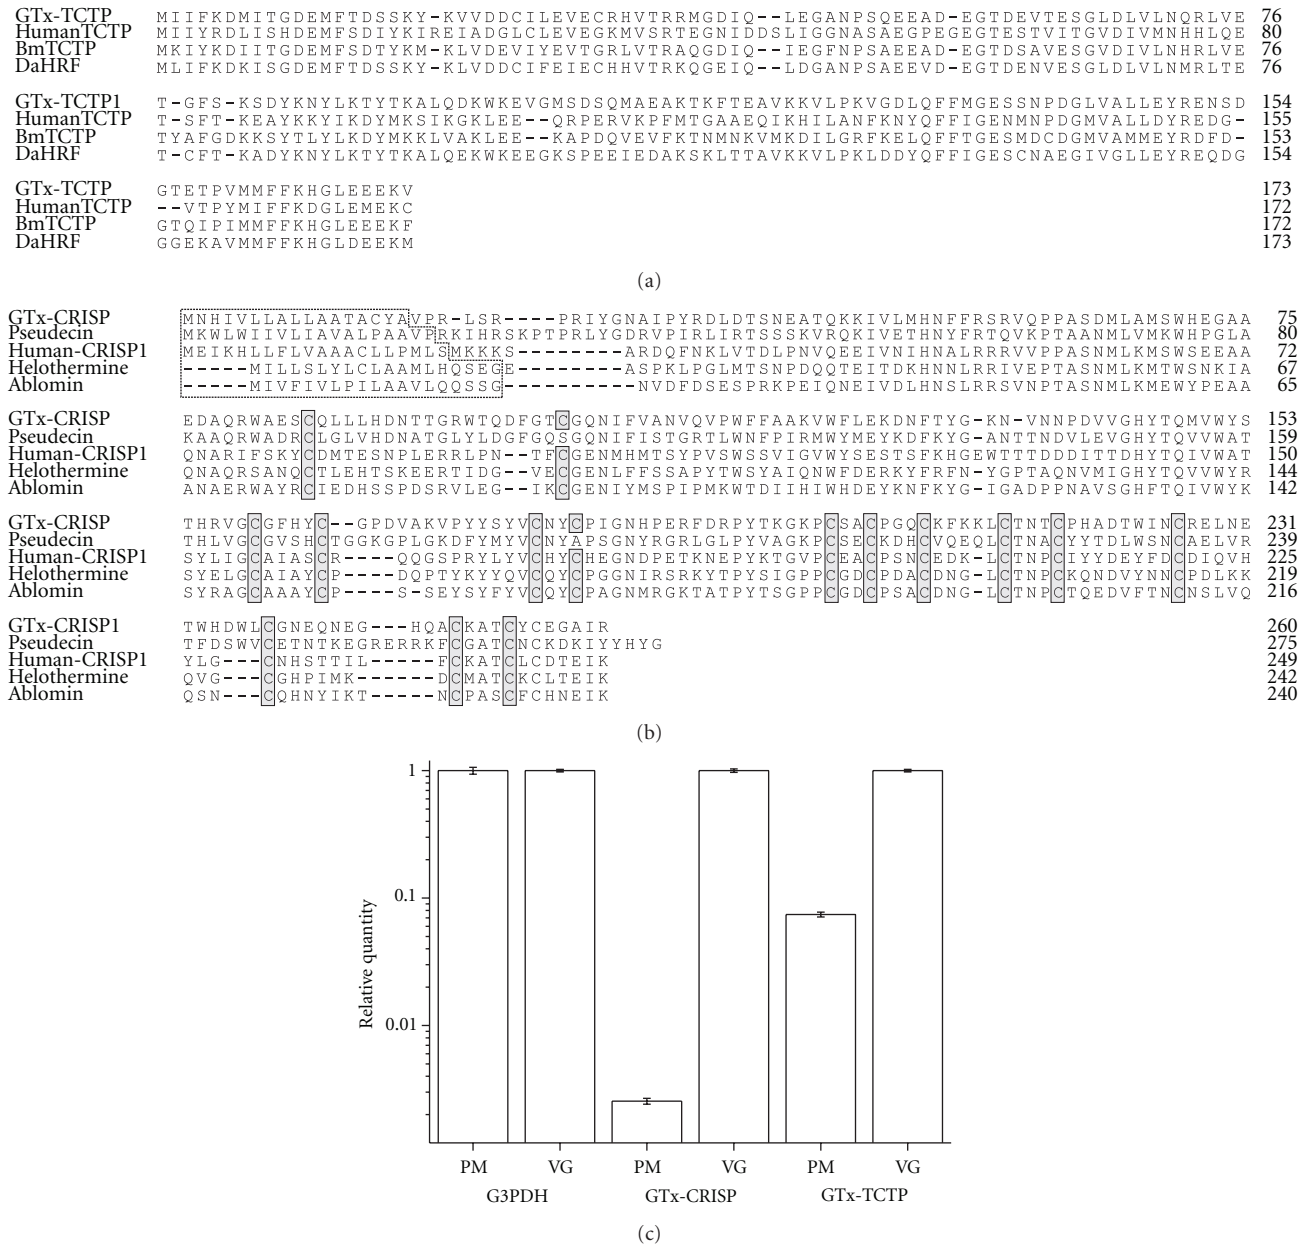 GTx-TCTP MIIFKDMITGDEMFTDSSKY-KVVDDCILEVECRHVTRRMGDIQ--LEGANPSQEEAD-EGTDEVTESGLDLVLNQRLVE 76
HumanTCTP MIIYRDLISHDEMFSDIYKIREIADGLCLEVEGKMVSRTEGNIDDSLIGGNASAEGPEGEGTESTVITGVDIVMNHHLQE 80
BmTCTP MKIYKDIITGDEMFSDTYKM-KLVDEVIYEVTGRLVTRAQGDIQ--IEGFNPSAEEAD-EGTDSAVESGVDIVLNHRLVE 76
DaHRF MLIFKDKISGDEMFTDSSKY-KLVDDCIFEIECHHVTRKQGEIQ--LDGANPSAEEVD-EGTDENVESGLDLVLNMRLTE 76
GTx-TCTP1 T-GFS-KSDYKNYLKTYTKALQDKWKEVGMSDSQMAEAKTKFTEAVKKVLPKVGDLQFFMGESSNPDGLVALLEYRENSD 154
HumanTCTP T-SFT-KEAYKKYIKDYMKSIKGKLEE--QRPERVKPFMTGAAEQIKHILANFKNYQFFIGENMNPDGMVALLDYREDG- 155
BmTCTP TYAFGDKKSYTLYLKDYMKKLVAKLEE--KAPDQVEVFKTNMNKVMKDILGRFKELQFFTGESMDCDGMVAMMEYRDFD- 153
DaHRF T-CFT-KADYKNYLKTYTKALQEKWKEEGKSPEEIEDAKSKLTTAVKKVLPKLDDYQFFIGESCNAEGIVGLLEYREQDG 154
GTx-TCTP GTETPVMMFFKHGLEEEKV 173
HumanTCTP --VTPYMIFFKDGLEMEKC 172
BmTCTP GTQIPIMMFFKHGLEEEKF 172
DaHRF GGEKAVMMFFKHGLDEEKM 173
(a)
GTx-CRISP MNHIVLLALLAATACYAVPR-LSR----PRIYGNAIPYRDLDTSNEATQKKIVLMHNFFRSRVQPPASDMLAMSWHEGAA 75
Pseudecin MKWLWIIVLIAVALPAAVPRKIHRSKPTPRLYGDRVPIRLIRTSSSKVRQKIVETHNYFRTQVKPTAANMLVMKWHPGLA 80
Human-CRISP1 MEIKHLLFLVAAACLLPMLSMKKKS--------ARDQFNKLVTDLPNVQEEIVNIHNALRRRVVPPASNMLKMSWSEEAA 72
Helothermine -----MILLSLYLCLAAMLHQSEGE--------ASPKLPGLMTSNPDQQTEITDKHNNLRRIVEPTASNMLKMTWSNKIA 67
Ablomin -----MIVFIVLPILAAVLQQSSG----------NVDFDSESPRKPEIQNEIVDLHNSLRRSVNPTASNMLKMEWYPEAA 65
GTx-CRISP EDAQRWAESCQLLLHDNTTGRWTQDFGTCGQNIFVANVQVPWFFAAKVWFLEKDNFTYG-KN-VNNPDVVGHYTQMVWYS 153
Pseudecin KAAQRWADRCLGLVHDNATGLYLDGFGQSGQNIFISTGRTLWNFPIRMWYMEYKDFKYG-ANTTNDVLEVGHYTQVVWAT 159
Human-CRISP1 QNARIFSKYCDMTESNPLERRLPN--TFCGENMHMTSYPVSWSSVIGVWYSESTSFKHGEWTTTDDDITTDHYTQIVWAT 150
Helothermine QNAQRSANQCTLEHTSKEERTIDG--VECGENLFFSSAPYTWSYAIQNWFDERKYFRFN-YGPTAQNVMIGHYTQVVWYR 144
Ablomin ANAERWAYRCIEDHSSPDSRVLEG--IKCGENIYMSPIPMKWTDIIHIWHDEYKNFKYG-IGADPPNAVSGHFTQIVWYK 142
GTx-CRISP THRVGCGFHYC--GPDVAKVPYYSYVCNYCPIGNHPERFDRPYTKGKPCSACPGQCKFKKLCTNTCPHADTWINCRELNE 231
Pseudecin THLVGCGVSHCTGGKGPLGKDFYMYVCNYAPSGNYRGRLGLPYVAGKPCSECKDHCVQEQLCTNACYYTDLWSNCAELVR 239
Human-CRISP1 SYLIGCAIASCR----QQGSPRYLYVCHYCHEGNDPETKNEPYKTGVPCEACPSNCEDK-LCTNPCIYYDEYFDCDIQVH 225
Helothermine SYELGCAIAYCP----DQPTYKYYQVCQYCPGGNIRSRKYTPYSIGPPCGDCPDACDNG-LCTNPCKQNDVYNNCPDLKK 219
Ablomin SYRAGCAAAYCP----S-SEYSYFYVCQYCPAGNMRGKTATPYTSGPPCGDCPSACDNG-LCTNPCTQEDVFTNCNSLVQ 216
GTx-CRISP1 TWHDWLCGNEQNEG---HQACKATCYCEGAIR 260
Pseudecin TFDSWVCETNTKEGRERRKFCGATCNCKDKIYYHYG 275
Human-CRISP1 YLG---CNHSTTIL-----FCKATCLCDTEIK 249
Helothermine QVG---CGHPIMK------DCMATCKCLTEIK 242
Ablomin QSN---CQHNYIKT-----NCPASCFCHNEIK 240
(b)
1
0.1
0.01
Relative quantity
PM VG PM VG PM VG
G3PDH GTx-CRISP GTx-TCTP
(c)